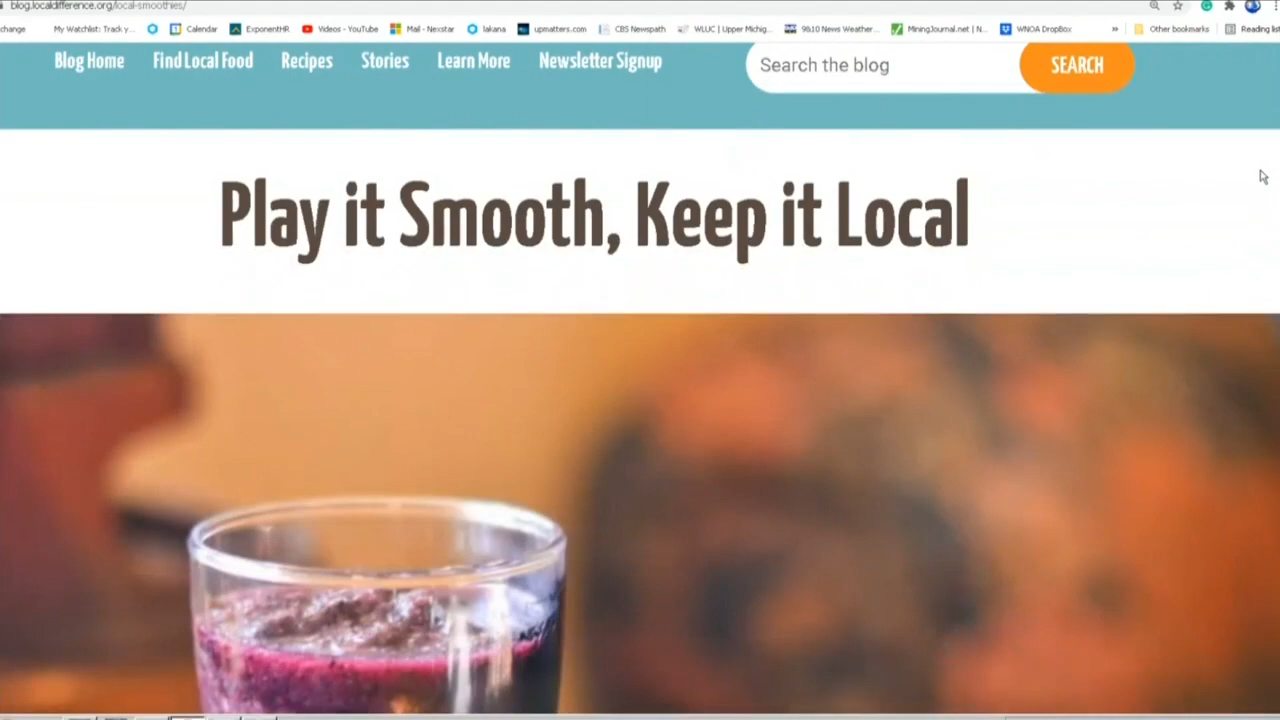 blog.localdifference.org/local-smoothies/
change My Watchlist: Track y... Calendar ExponentHR Videos - YouTube Mail - Nexstar lakana upmatters.com CBS Newspath WLUC | Upper Michig... 9&10 News Weather... MiningJournal.net | N... WNOA DropBox » Other bookmarks Reading list
Blog Home Find Local Food Recipes Stories Learn More Newsletter Signup Search the blog SEARCH
Play it Smooth, Keep it Local